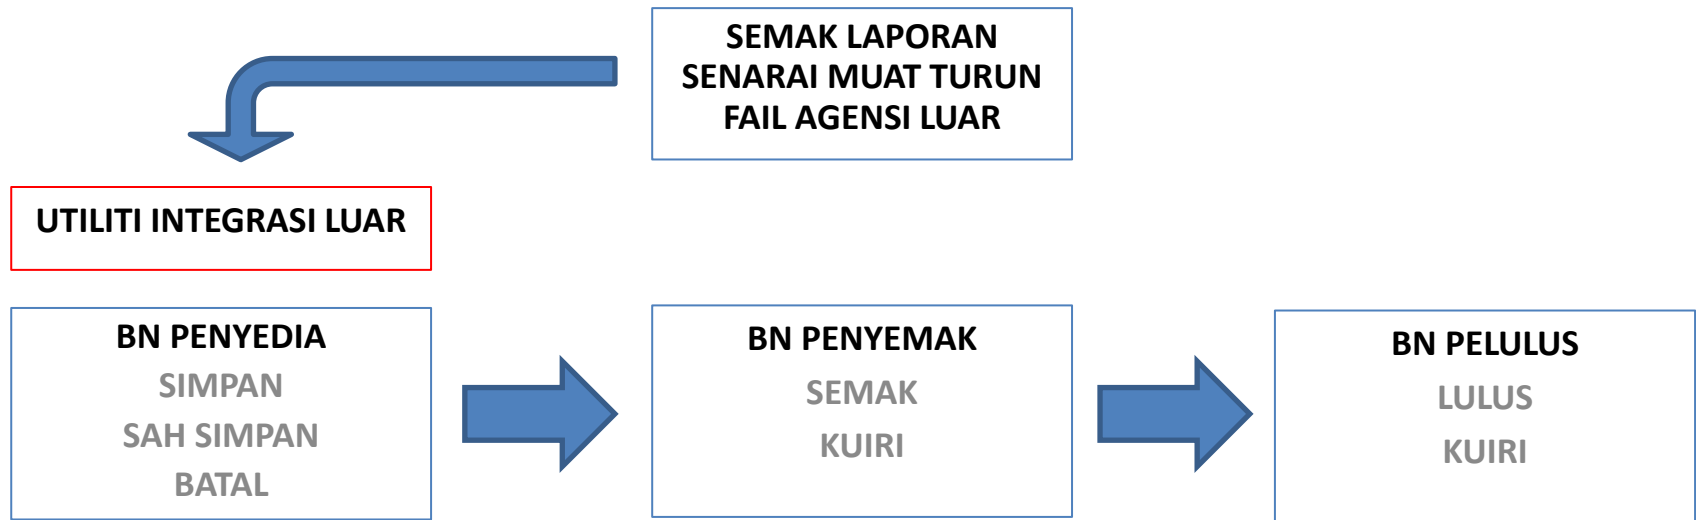 SEMAK LAPORAN
SENARAI MUAT TURUN
FAIL AGENSI LUAR
UTILITI INTEGRASI LUAR
BN PENYEDIA
SIMPAN
SAH SIMPAN
BATAL
BN PENYEMAK
SEMAK
KUIRI
BN PELULUS
LULUS
KUIRI